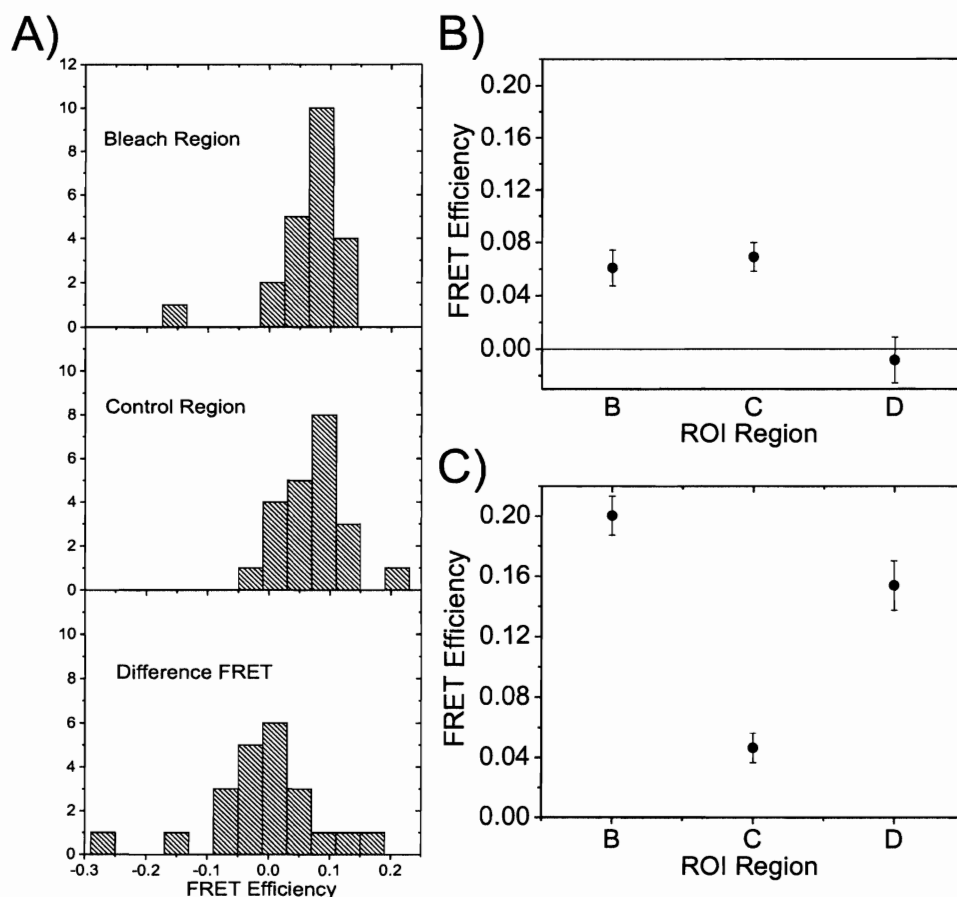 A)
12
10
8
6
4
2
0
Bleach Region
10
8
6
4
2
0
Control Region
10
8
6
4
2
0
Difference FRET
-0.3 -0.2 -0.1 0.0 0.1 0.2
FRET Efficiency
B)
0.20
0.16
0.12
0.08
0.04
0.00
FRET Efficiency
B C D
ROI Region
C)
0.20
0.16
0.12
0.08
0.04
0.00
FRET Efficiency
B C D
ROI Region